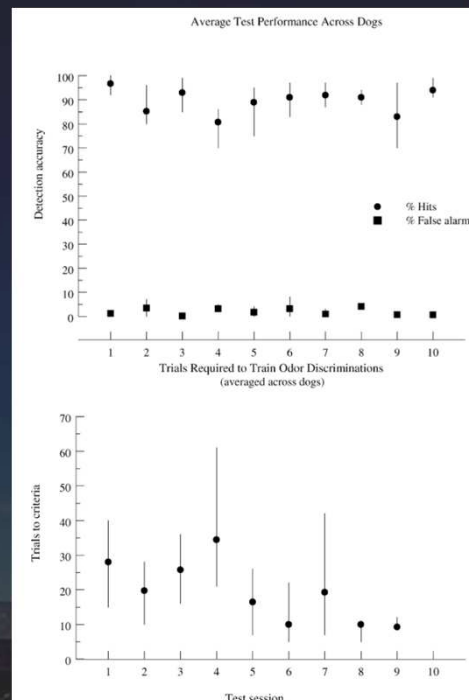 Average Test Performance Across Dogs
100
90
80
70
60
50
40
30
20
10
0
Detection accuracy
% Hits
% False alarm
1 2 3 4 5 6 7 8 9 10
Trials Required to Train Odor Discriminations
(averaged across dogs)
70
60
50
40
30
20
10
0
Trials to criteria
1 2 3 4 5 6 7 8 9 10
Test session